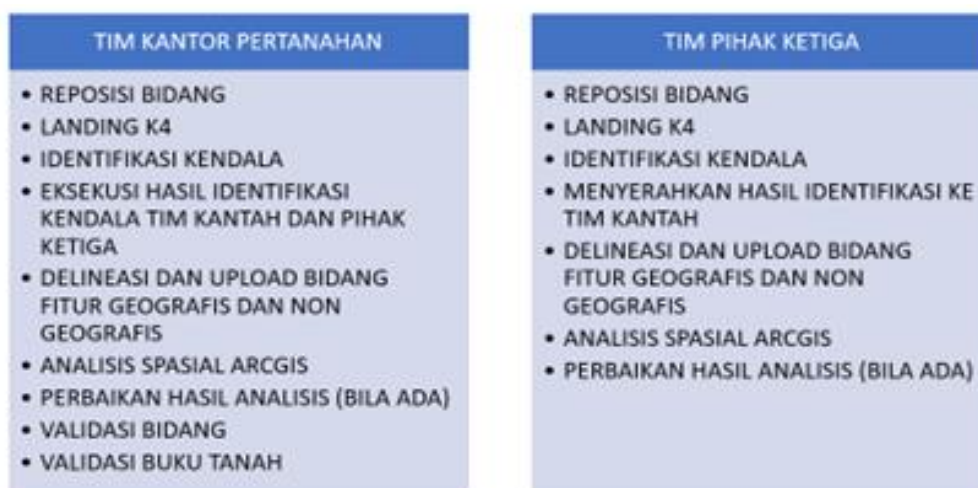 TIM KANTOR PERTANAHAN
• REPOSISI BIDANG
• LANDING K4
• IDENTIFIKASI KENDALA
• EKSEKUSI HASIL IDENTIFIKASI
KENDALA TIM KANTAH DAN PIHAK
KETIGA
• DELINEASI DAN UPLOAD BIDANG
FITUR GEOGRAFIS DAN NON
GEOGRAFIS
• ANALISIS SPASIAL ARCGIS
• PERBAIKAN HASIL ANALISIS (BILA ADA)
• VALIDASI BIDANG
• VALIDASI BUKU TANAH
TIM PIHAK KETIGA
• REPOSISI BIDANG
• LANDING K4
• IDENTIFIKASI KENDALA
• MENYERAHKAN HASIL IDENTIFIKASI KE
TIM KANTAH
• DELINEASI DAN UPLOAD BIDANG
FITUR GEOGRAFIS DAN NON
GEOGRAFIS
• ANALISIS SPASIAL ARCGIS
• PERBAIKAN HASIL ANALISIS (BILA ADA)